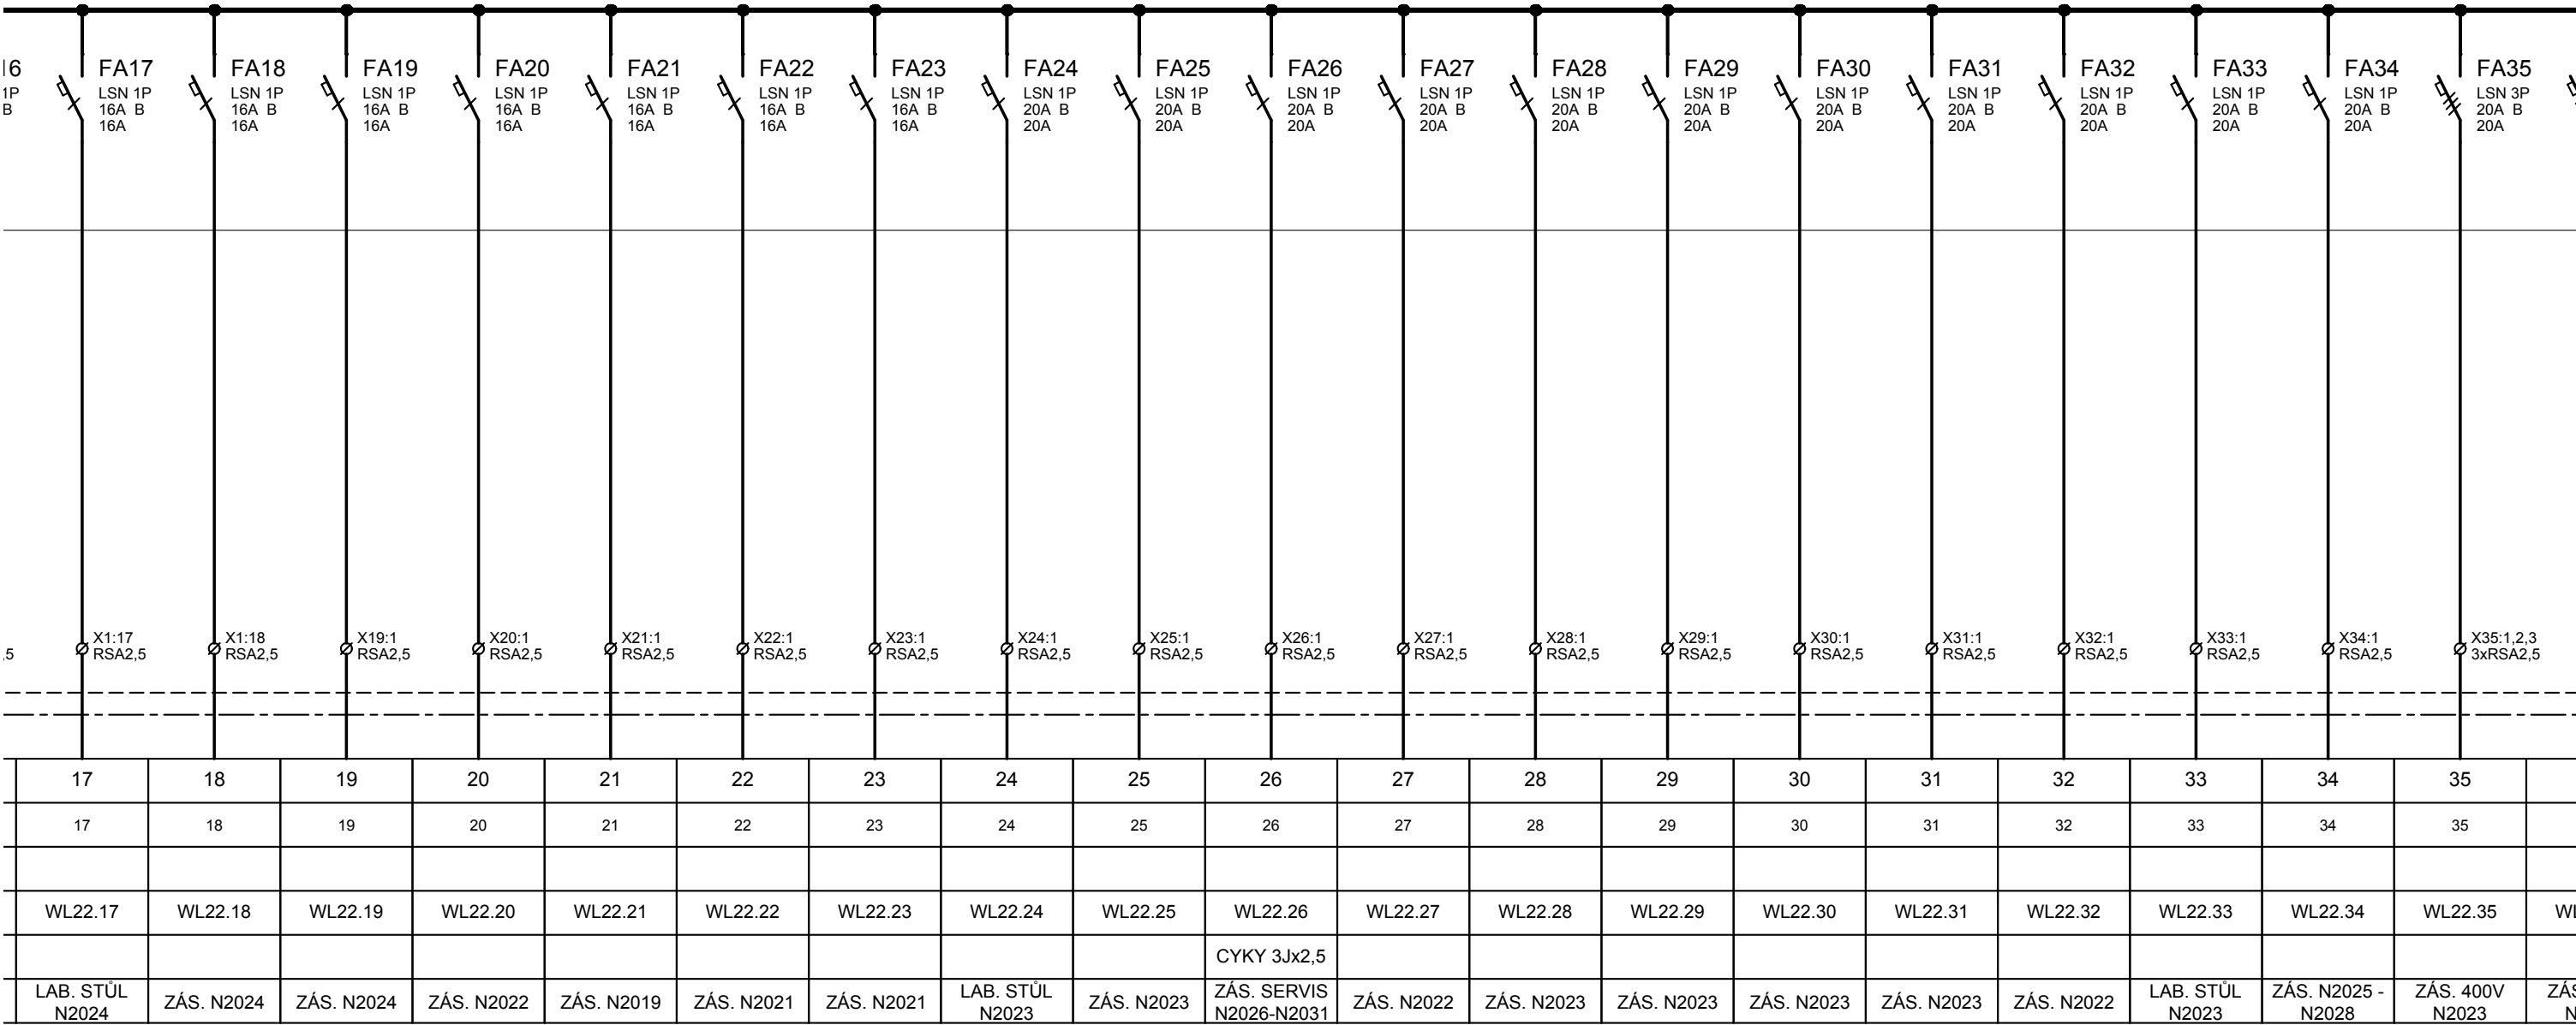 16
1P
B
FA17
LSN 1P
16A B
16A
FA18
LSN 1P
16A B
16A
FA19
LSN 1P
16A B
16A
FA20
LSN 1P
16A B
16A
FA21
LSN 1P
16A B
16A
FA22
LSN 1P
16A B
16A
FA23
LSN 1P
16A B
16A
FA24
LSN 1P
20A B
20A
FA25
LSN 1P
20A B
20A
FA26
LSN 1P
20A B
20A
FA27
LSN 1P
20A B
20A
FA28
LSN 1P
20A B
20A
FA29
LSN 1P
20A B
20A
FA30
LSN 1P
20A B
20A
FA31
LSN 1P
20A B
20A
FA32
LSN 1P
20A B
20A
FA33
LSN 1P
20A B
20A
FA34
LSN 1P
20A B
20A
FA35
LSN 3P
20A B
20A
,5
X1:17
RSA2,5
X1:18
RSA2,5
X19:1
RSA2,5
X20:1
RSA2,5
X21:1
RSA2,5
X22:1
RSA2,5
X23:1
RSA2,5
X24:1
RSA2,5
X25:1
RSA2,5
X26:1
RSA2,5
X27:1
RSA2,5
X28:1
RSA2,5
X29:1
RSA2,5
X30:1
RSA2,5
X31:1
RSA2,5
X32:1
RSA2,5
X33:1
RSA2,5
X34:1
RSA2,5
X35:1,2,3
3xRSA2,5
17 18 19 20 21 22 23 24 25 26 27 28 29 30 31 32 33 34 35
17 18 19 20 21 22 23 24 25 26 27 28 29 30 31 32 33 34 35
WL22.17 WL22.18 WL22.19 WL22.20 WL22.21 WL22.22 WL22.23 WL22.24 WL22.25 WL22.26 WL22.27 WL22.28 WL22.29 WL22.30 WL22.31 WL22.32 WL22.33 WL22.34 WL22.35
CYKY 3Jx2,5
LAB. STŮL
N2024
ZÁS. N2024
ZÁS. N2024
ZÁS. N2022
ZÁS. N2019
ZÁS. N2021
ZÁS. N2021
LAB. STŮL
N2023
ZÁS. N2023
ZÁS. SERVIS
N2026-N2031
ZÁS. N2022
ZÁS. N2023
ZÁS. N2023
ZÁS. N2023
ZÁS. N2023
ZÁS. N2022
LAB. STŮL
N2023
ZÁS. N2025 -
N2028
ZÁS. 400V
N2023